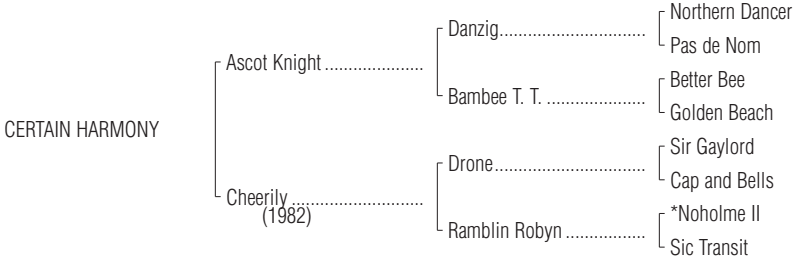 Northern Dancer
Danzig..............................
Pas de Nom
Ascot Knight ....................
Better Bee
Bambee T. T. ....................
Golden Beach
CERTAIN HARMONY
Sir Gaylord
Drone...............................
Cap and Bells
Cheerily ...........................
(1982)
*Noholme II
Ramblin Robyn ................
Sic Transit